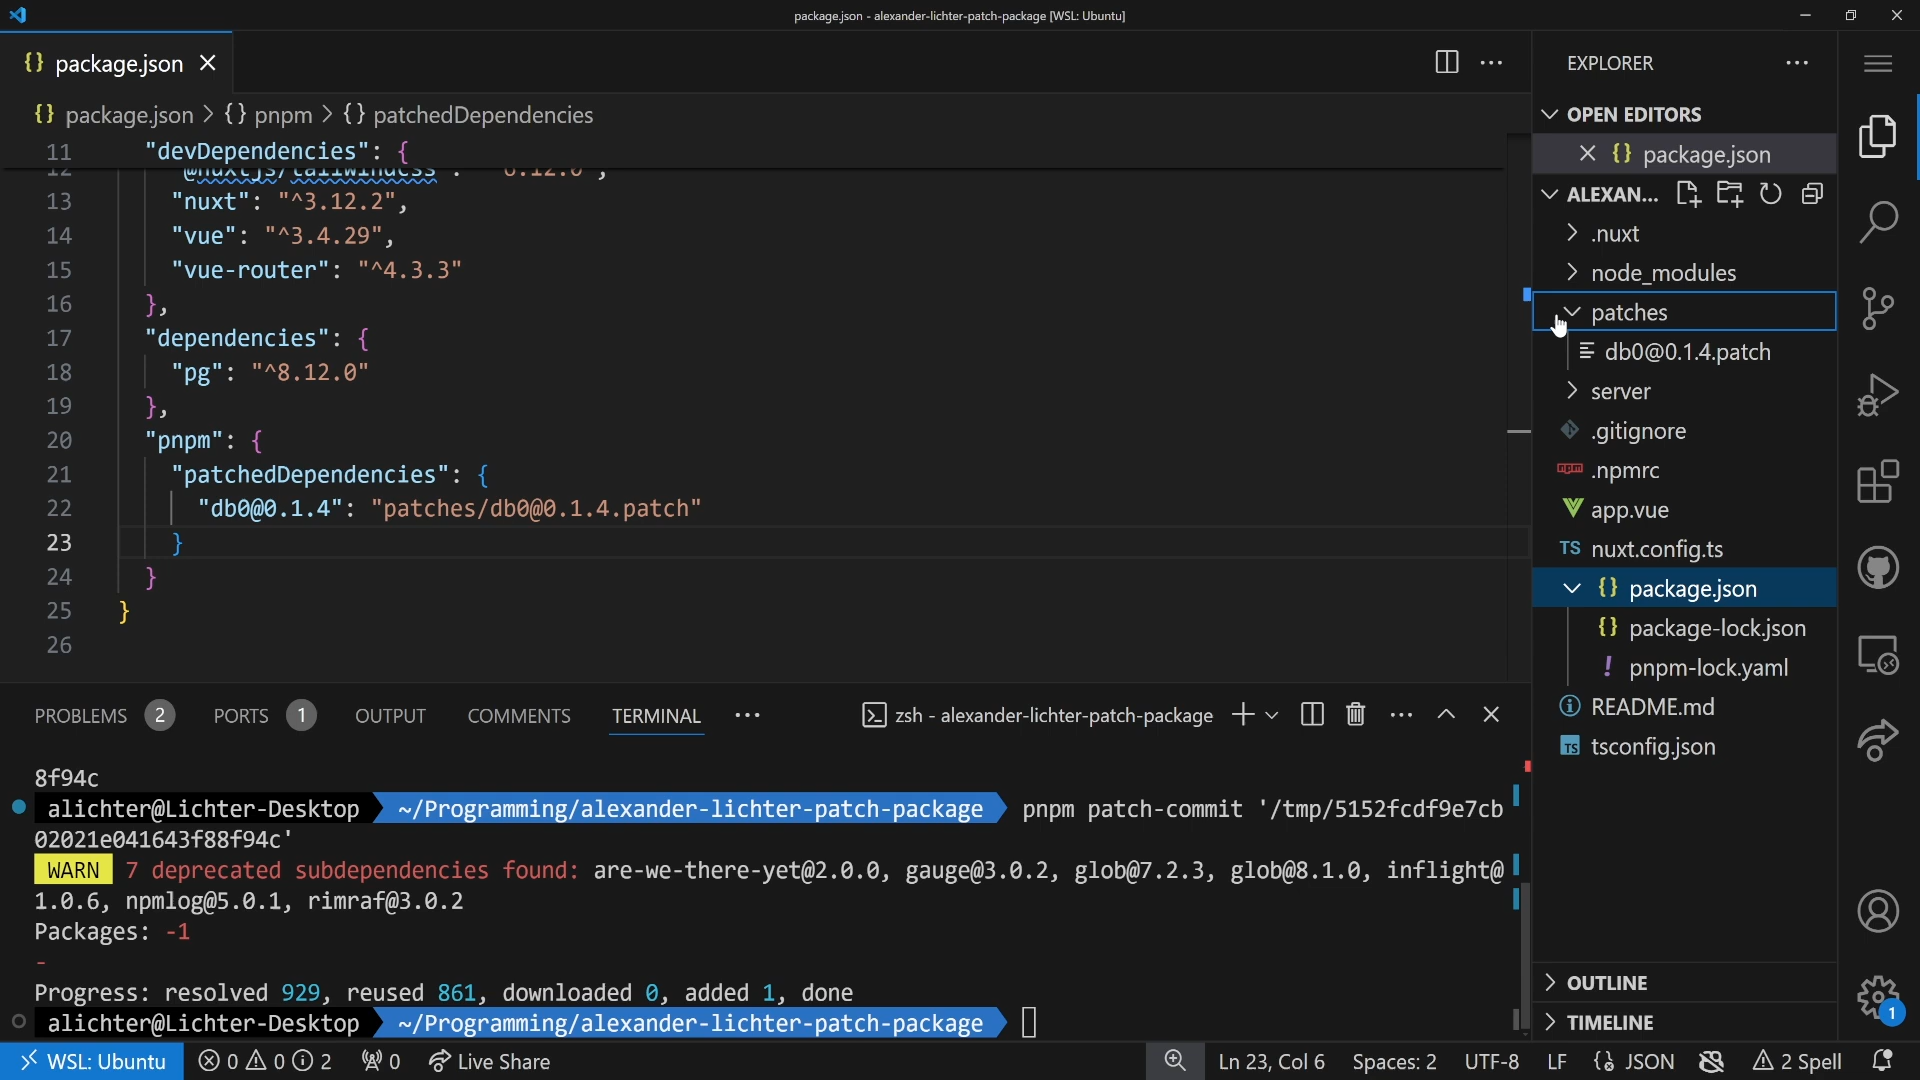 package.json - alexander-lichter-patch-package [WSL: Ubuntu]
{} package.json
{} package.json > {} pnpm > {} patchedDependencies
11 "devDependencies": {
12 "@nuxtjs/tailwindcss": "6.12.0",
13 "nuxt": "^3.12.2",
14 "vue": "^3.4.29",
15 "vue-router": "^4.3.3"
16 },
17 "dependencies": {
18 "pg": "^8.12.0"
19 },
20 "pnpm": {
21 "patchedDependencies": {
22 "db0@0.1.4": "patches/db0@0.1.4.patch"
23 }
24 }
25 }
26
PROBLEMS 2 PORTS 1 OUTPUT COMMENTS TERMINAL ··· zsh - alexander-lichter-patch-package
8f94c
alichter@Lichter-Desktop ~/Programming/alexander-lichter-patch-package pnpm patch-commit '/tmp/5152fcdf9e7cb
02021e041643f88f94c'
WARN 7 deprecated subdependencies found: are-we-there-yet@2.0.0, gauge@3.0.2, glob@7.2.3, glob@8.1.0, inflight@
1.0.6, npmlog@5.0.1, rimraf@3.0.2
Packages: -1
-
Progress: resolved 929, reused 861, downloaded 0, added 1, done
alichter@Lichter-Desktop ~/Programming/alexander-lichter-patch-package
EXPLORER
OPEN EDITORS
{} package.json
ALEXAN...
.nuxt
node_modules
patches
db0@0.1.4.patch
server
.gitignore
npm .npmrc
app.vue
TS nuxt.config.ts
{} package.json
{} package-lock.json
! pnpm-lock.yaml
README.md
TS tsconfig.json
OUTLINE
TIMELINE
1
WSL: Ubuntu 0 0 2 0 Live Share Ln 23, Col 6 Spaces: 2 UTF-8 LF JSON 2 Spell